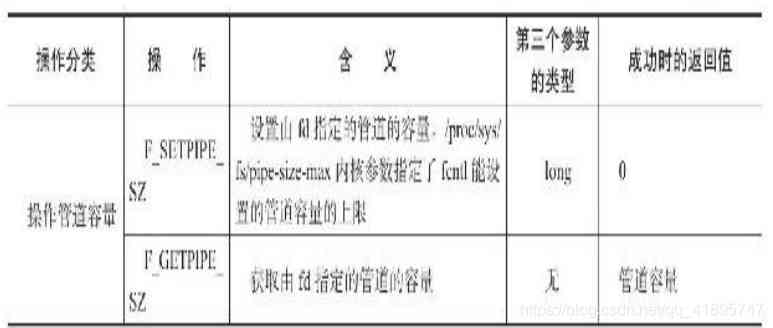 操作分类 操 作 含 义 第三个参数的类型 成功时的返回值
操作管道容量
F_SETPIPE_
SZ
设置由 fd 指定的管道的容量。/proc/sys/
fs/pipe-size-max 内核参数指定了 fcntl 能设
置的管道容量的上限
long
0
F_GETPIPE_
SZ
获取由 fd 指定的管道的容量
无
管道容量
https://blog.csdn.net/qq_41895747